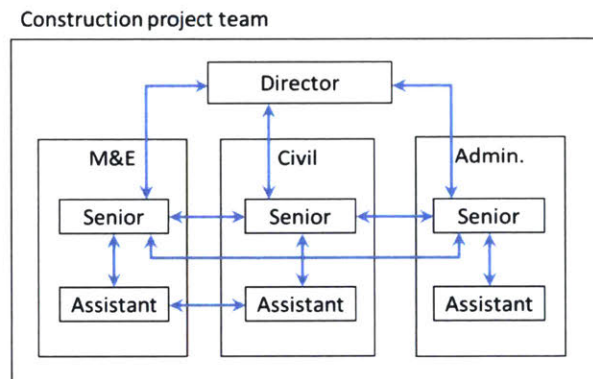 Construction project team
Director
M&E
Civil
Admin.
Senior
Senior
Senior
Assistant
Assistant
Assistant